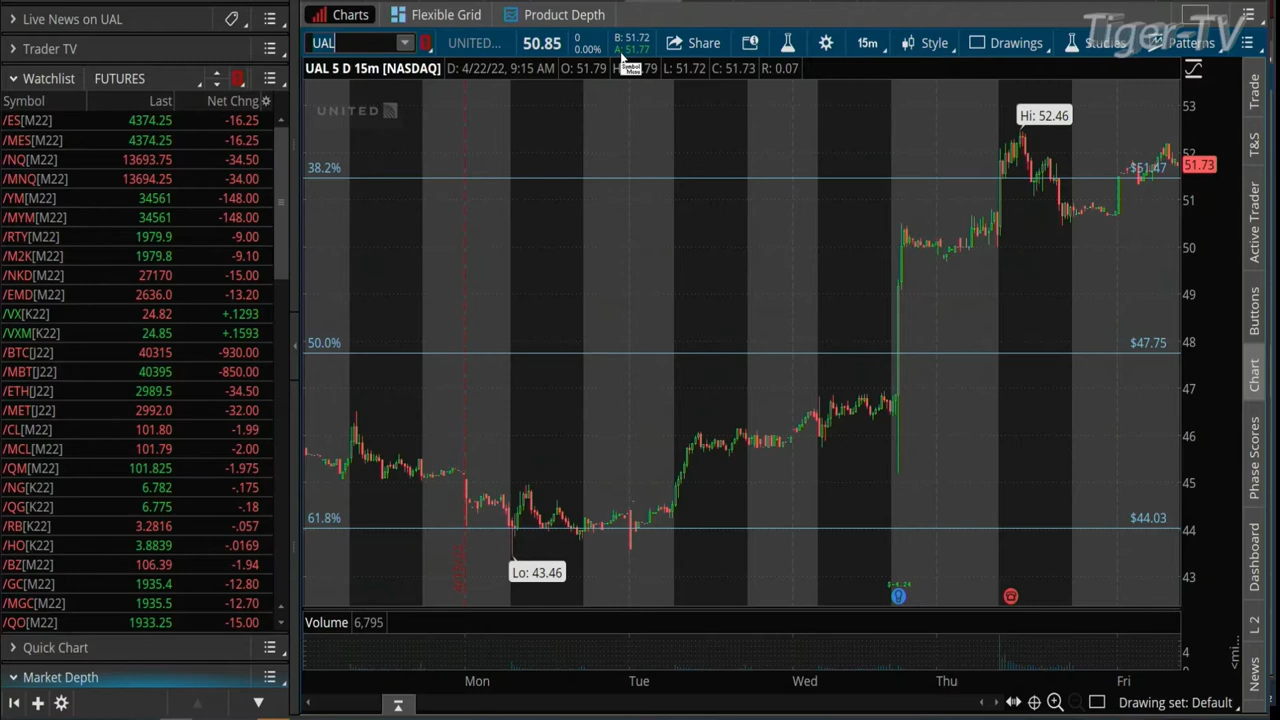 Live News on UAL
Trader TV
Watchlist FUTURES
Symbol Last Net Chng
/ES[M22] 4374.25 -16.25
/MES[M22] 4374.25 -16.25
/NQ[M22] 13693.75 -34.50
/MNQ[M22] 13694.25 -34.00
/YM[M22] 34561 -148.00
/MYM[M22] 34561 -148.00
/RTY[M22] 1979.9 -9.00
/M2K[M22] 1979.8 -9.10
/NKD[M22] 27170 -15.00
/EMD[M22] 2636.0 -13.20
/VX[K22] 24.82 +.1293
/VXM[K22] 24.85 +.1593
/BTC[J22] 40315 -930.00
/MBT[J22] 40395 -850.00
/ETH[J22] 2989.5 -34.50
/MET[J22] 2992.0 -32.00
/CL[M22] 101.80 -1.99
/MCL[M22] 101.79 -2.00
/QM[M22] 101.825 -1.975
/NG[K22] 6.782 -.175
/QG[K22] 6.775 -.18
/RB[K22] 3.2816 -.057
/HO[K22] 3.8839 -.0169
/BZ[M22] 106.39 -1.94
/GC[M22] 1935.4 -12.80
/MGC[M22] 1935.5 -12.70
/QO[M22] 1933.25 -15.00
Quick Chart
Market Depth
Charts Flexible Grid Product Depth
Tiger-TV
UAL UNITED... 50.85 0 0.00% B: 51.72 A: 51.77 Share 15m Style Drawings Studies Patterns
Symbol Menu
UAL 5 D 15m [NASDAQ] D: 4/22/22, 9:15 AM O: 51.79 L: 51.72 C: 51.73 R: 0.07
UNITED
Hi: 52.46
53
52
51.73
38.2% $51.47
51
50
49
48
50.0% $47.75
47
46
45
61.8% $44.03
44
Lo: 43.46
43
Volume 6,795
4
<mi...
Mon Tue Wed Thu Fri
Drawing set: Default
Trade
T&S
Active Trader
Buttons
Chart
Phase Scores
Dashboard
L 2
News